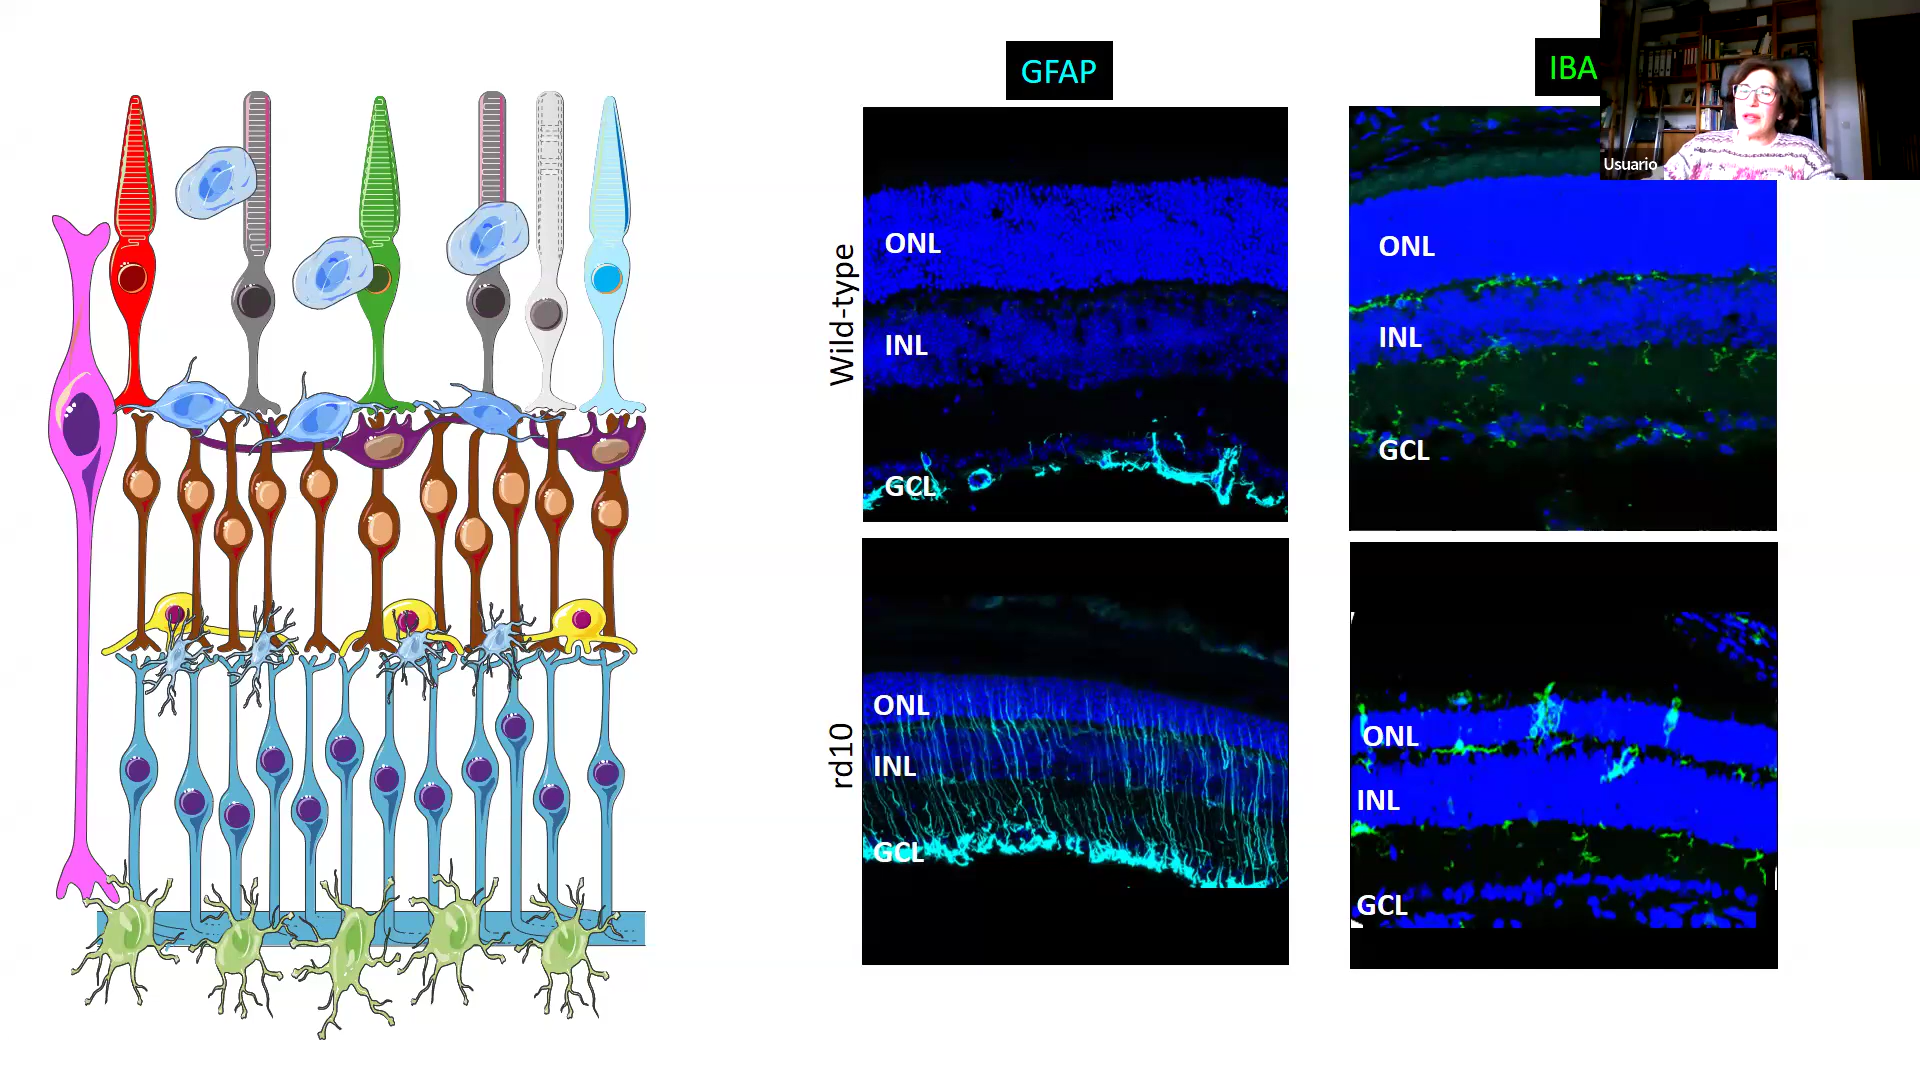 GFAP
IBA
Usuario
Wild-type
ONL
INL
GCL
ONL
INL
GCL
rd10
ONL
INL
GCL
ONL
INL
GCL